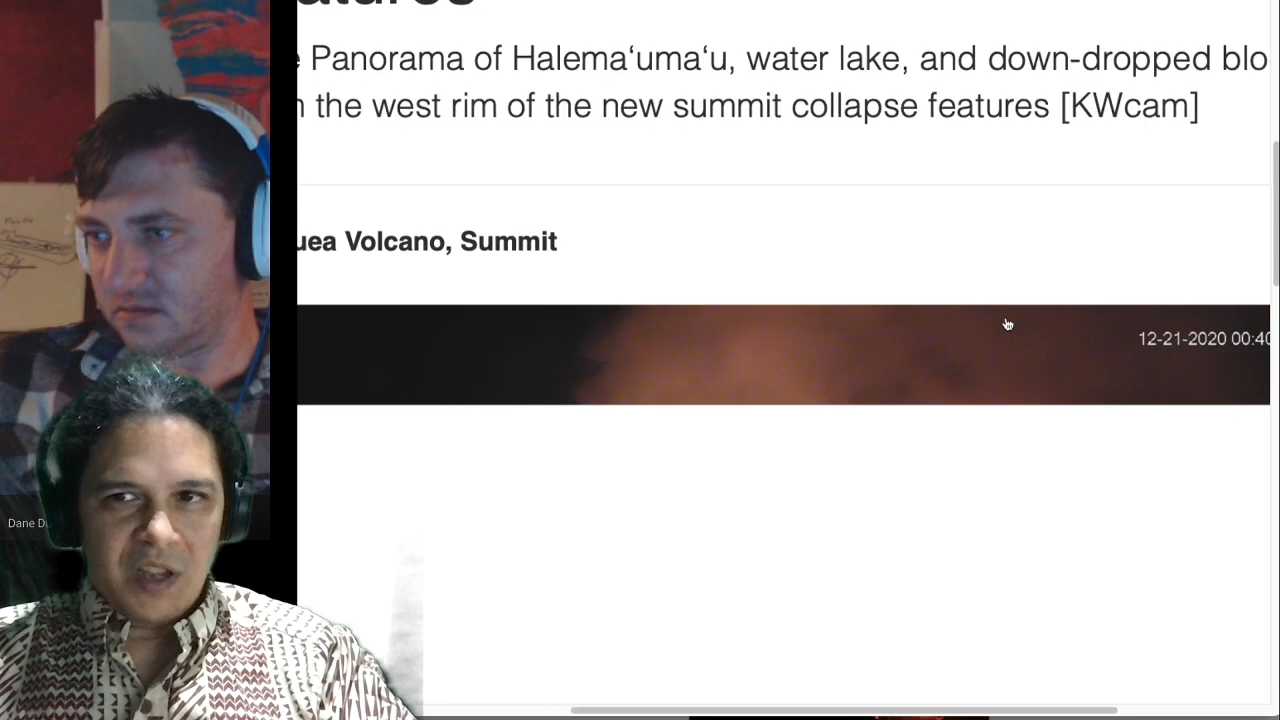 Panorama of Halemaʻumaʻu, water lake, and down-dropped blo
the west rim of the new summit collapse features [KWcam]
uea Volcano, Summit
12-21-2020 00:40
Dane D